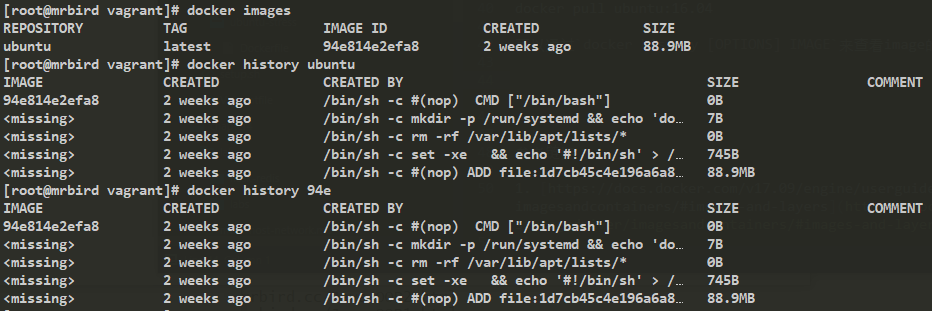 [root@mrbird vagrant]# docker images
REPOSITORY TAG IMAGE ID CREATED SIZE
ubuntu latest 94e814e2efa8 2 weeks ago 88.9MB
[root@mrbird vagrant]# docker history ubuntu
IMAGE CREATED CREATED BY SIZE COMMENT
94e814e2efa8 2 weeks ago /bin/sh -c #(nop)  CMD ["/bin/bash"] 0B
<missing> 2 weeks ago /bin/sh -c mkdir -p /run/systemd && echo 'do… 7B
<missing> 2 weeks ago /bin/sh -c rm -rf /var/lib/apt/lists/* 0B
<missing> 2 weeks ago /bin/sh -c set -xe   && echo '#!/bin/sh' > /… 745B
<missing> 2 weeks ago /bin/sh -c #(nop) ADD file:1d7cb45c4e196a6a8… 88.9MB
[root@mrbird vagrant]# docker history 94e
IMAGE CREATED CREATED BY SIZE COMMENT
94e814e2efa8 2 weeks ago /bin/sh -c #(nop)  CMD ["/bin/bash"] 0B
<missing> 2 weeks ago /bin/sh -c mkdir -p /run/systemd && echo 'do… 7B
<missing> 2 weeks ago /bin/sh -c rm -rf /var/lib/apt/lists/* 0B
<missing> 2 weeks ago /bin/sh -c set -xe   && echo '#!/bin/sh' > /… 745B
<missing> 2 weeks ago /bin/sh -c #(nop) ADD file:1d7cb45c4e196a6a8… 88.9MB